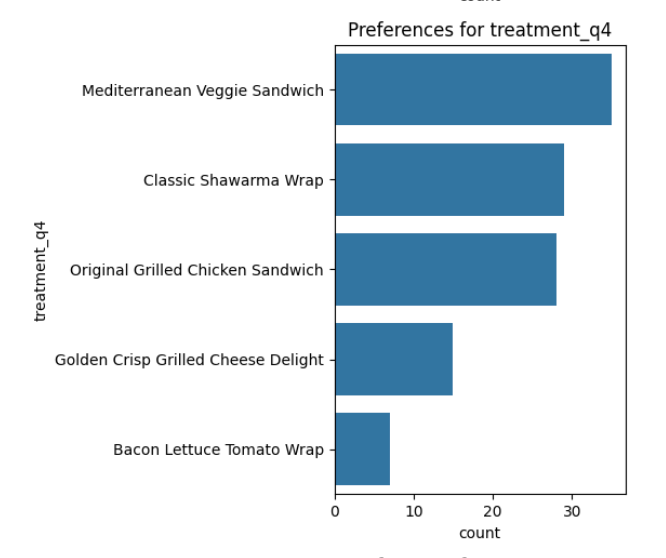 count
Preferences for treatment_q4
Mediterranean Veggie Sandwich
Classic Shawarma Wrap
Original Grilled Chicken Sandwich
Golden Crisp Grilled Cheese Delight
Bacon Lettuce Tomato Wrap
treatment_q4
0 10 20 30
count